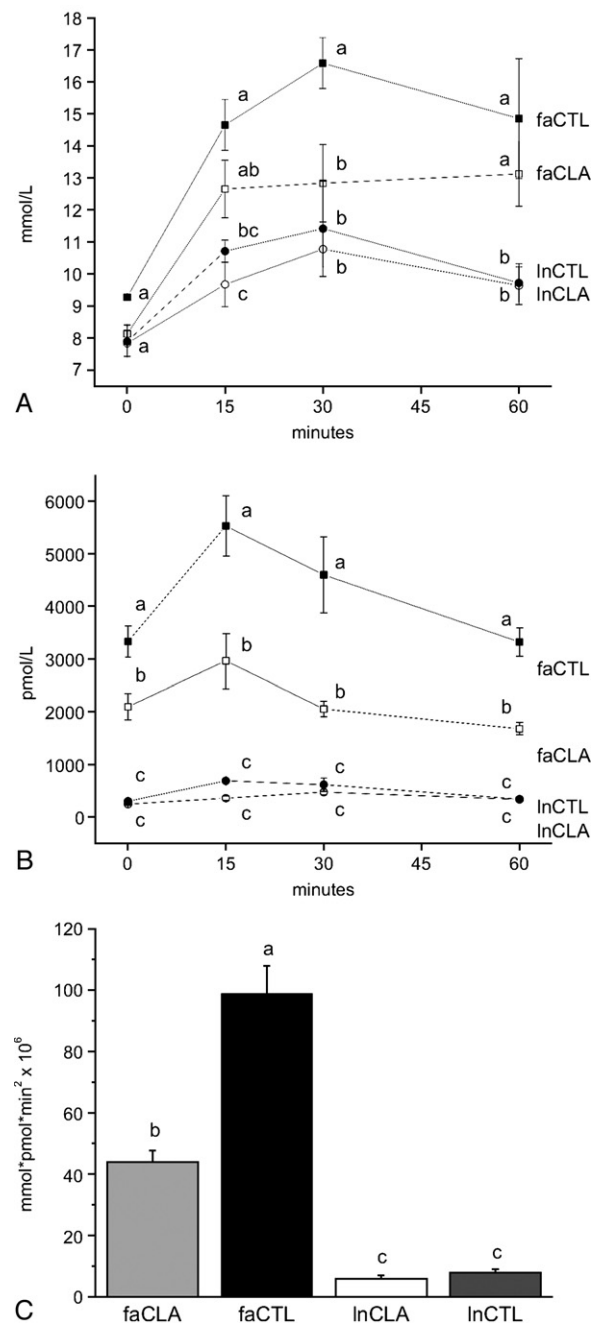 18
17
16
15
14
13
12
11
10
9
8
7
mmol/L
a
a
a
a
faCTL
ab
b
a
faCLA
bc
b
b
lnCTL
a
c
b
b
lnCLA
0
15
30
45
60
minutes
A
6000
5000
4000
3000
2000
1000
0
pmol/L
a
a
a
a
faCTL
b
b
b
b
faCLA
c
c
c
c
lnCTL
c
c
c
c
lnCLA
0
15
30
45
60
minutes
B
120
100
80
60
40
20
0
mmol*pmol*min² x 10⁶
b
a
c
c
faCLA
faCTL
lnCLA
lnCTL
C